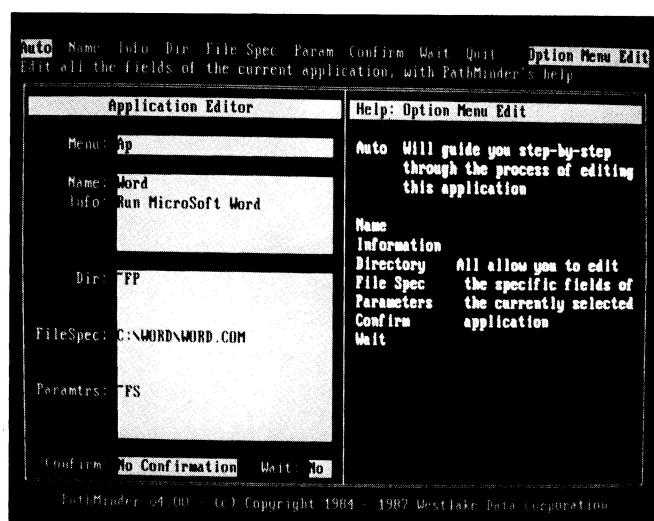 Auto Name Info Dir File Spec Param Confirm Wait Quit Option Menu Edit
Edit all the fields of the current application, with PathMinder's help
Application Editor
Menu: Ap
Name: Word
Info: Run MicroSoft Word
Dir: ~FP
FileSpec: C:\WORD\WORD.COM
Paramtrs: ~FS
Confirm: No Confirmation Wait: No
Help: Option Menu Edit
Auto Will guide you step-by-step
through the process of editing
this application
Name
Information
Directory All allow you to edit
File Spec the specific fields of
Parameters the currently selected
Confirm application
Wait
PathMinder v4.00 - (c) Copyright 1984 - 1987 Westlake Data Corporation